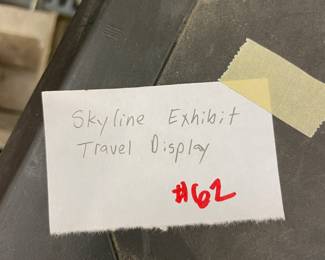 Skyline Exhibit
Travel Display
#62